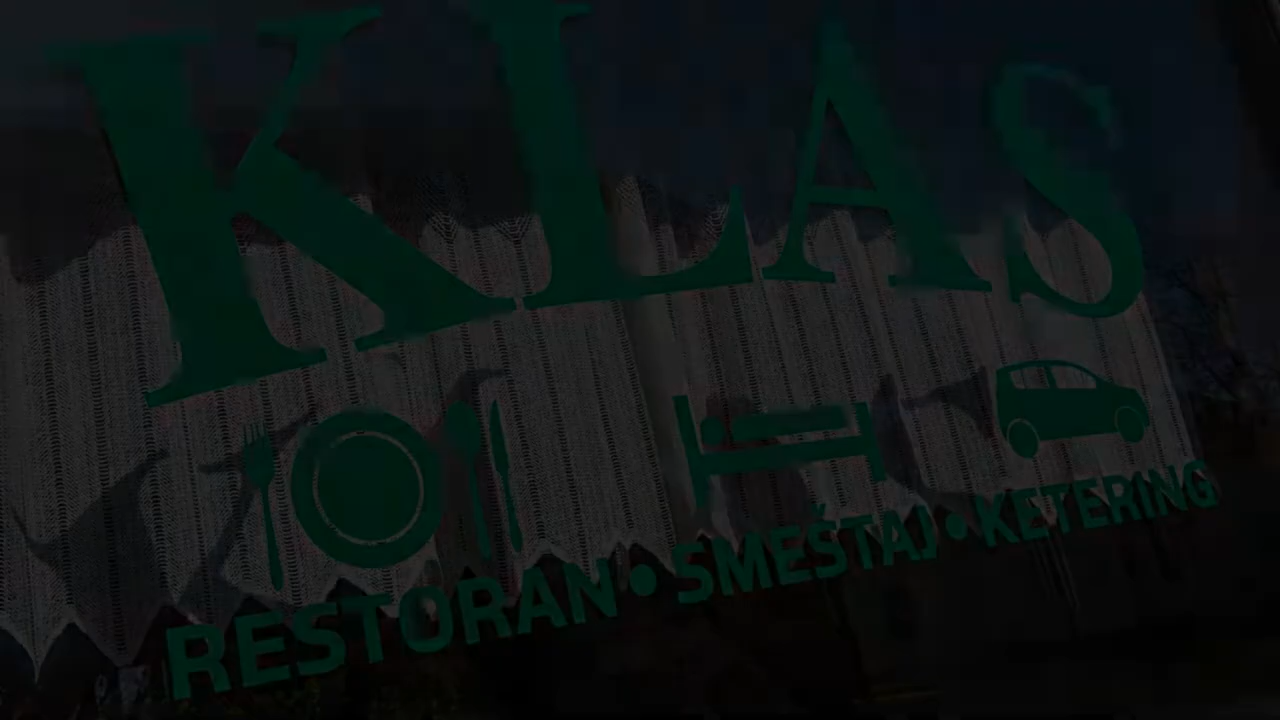 KLAS
RESTORAN • SMEŠTAJ • KETERING